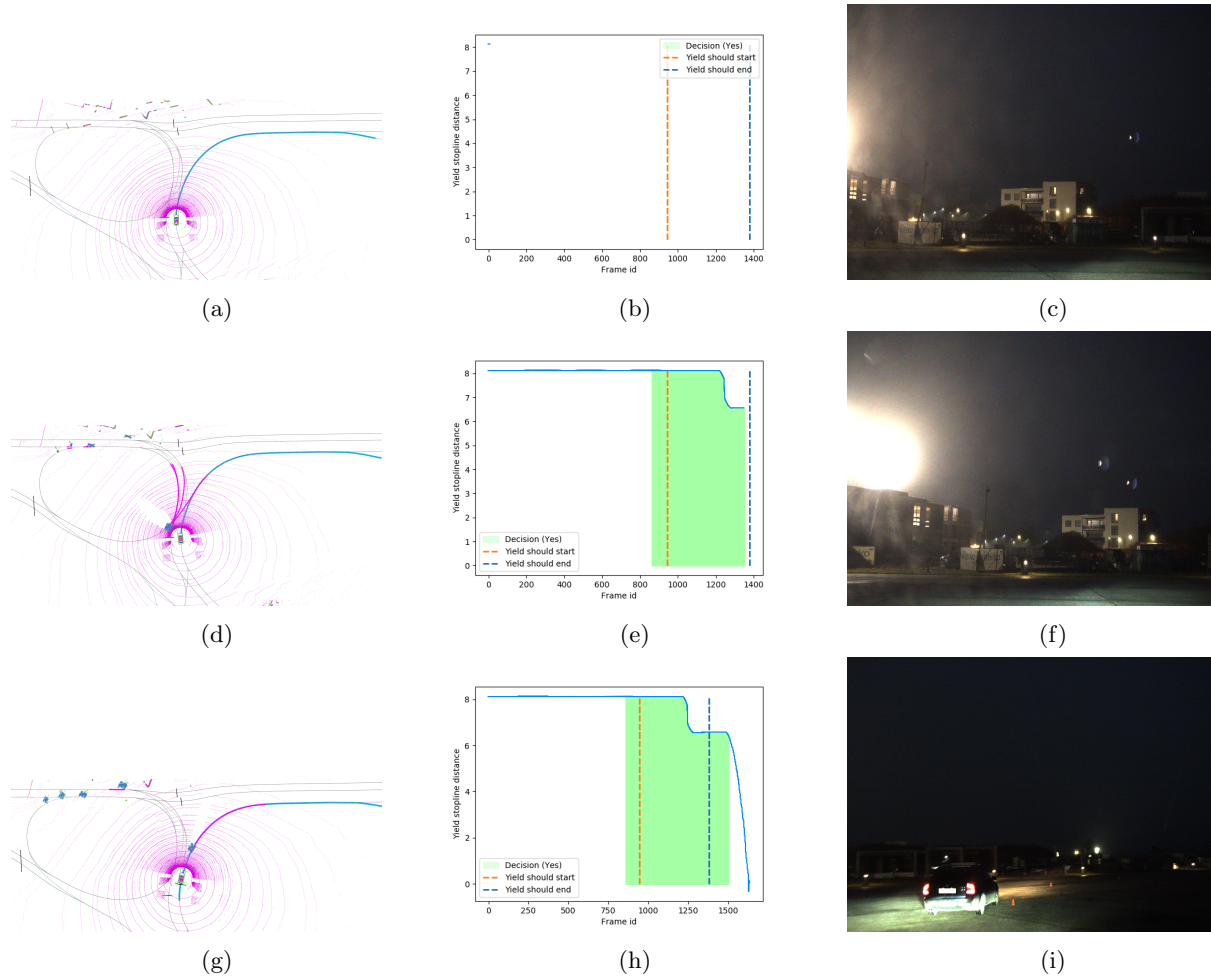 8
7
6
5
4
3
2
1
0
Yield stopline distance
Decision (Yes)
Yield should start
Yield should end
0 200 400 600 800 1000 1200 1400
Frame id
(a)
(b)
(c)
8
7
6
5
4
3
2
1
0
Yield stopline distance
Decision (Yes)
Yield should start
Yield should end
0 200 400 600 800 1000 1200 1400
Frame id
(d)
(e)
(f)
8
6
4
2
0
Yield stopline distance
Decision (Yes)
Yield should start
Yield should end
0 250 500 750 1000 1250 1500
Frame id
(g)
(h)
(i)